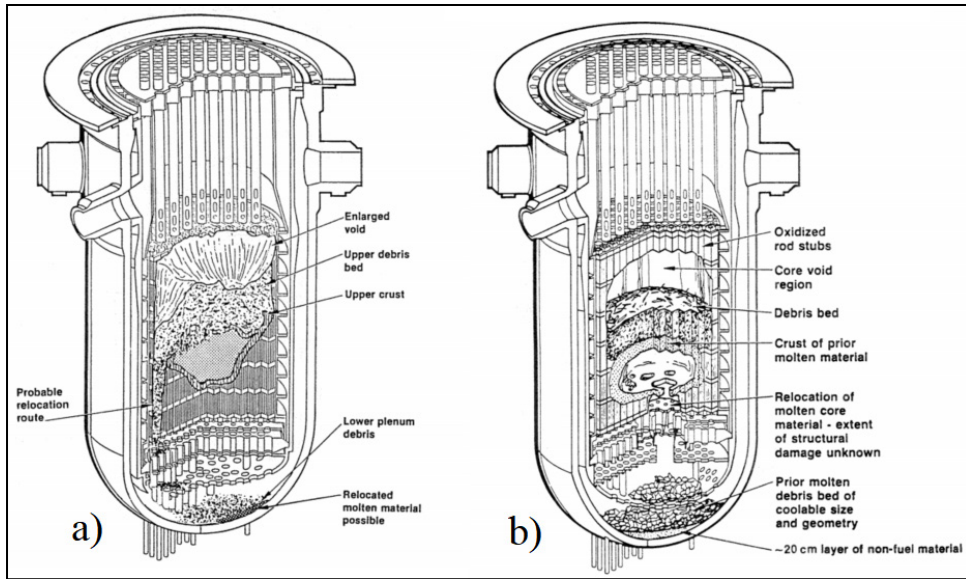 Enlarged
void
Upper debris
bed
Upper crust
Probable
relocation
route
Lower plenum
debris
Relocated
molten material
possible
a)
Oxidized
rod stubs
Core void
region
Debris bed
Crust of prior
molten material
Relocation of
molten core
material - extent
of structural
damage unknown
Prior molten
debris bed of
coolable size
and geometry
~20 cm layer of non-fuel material
b)